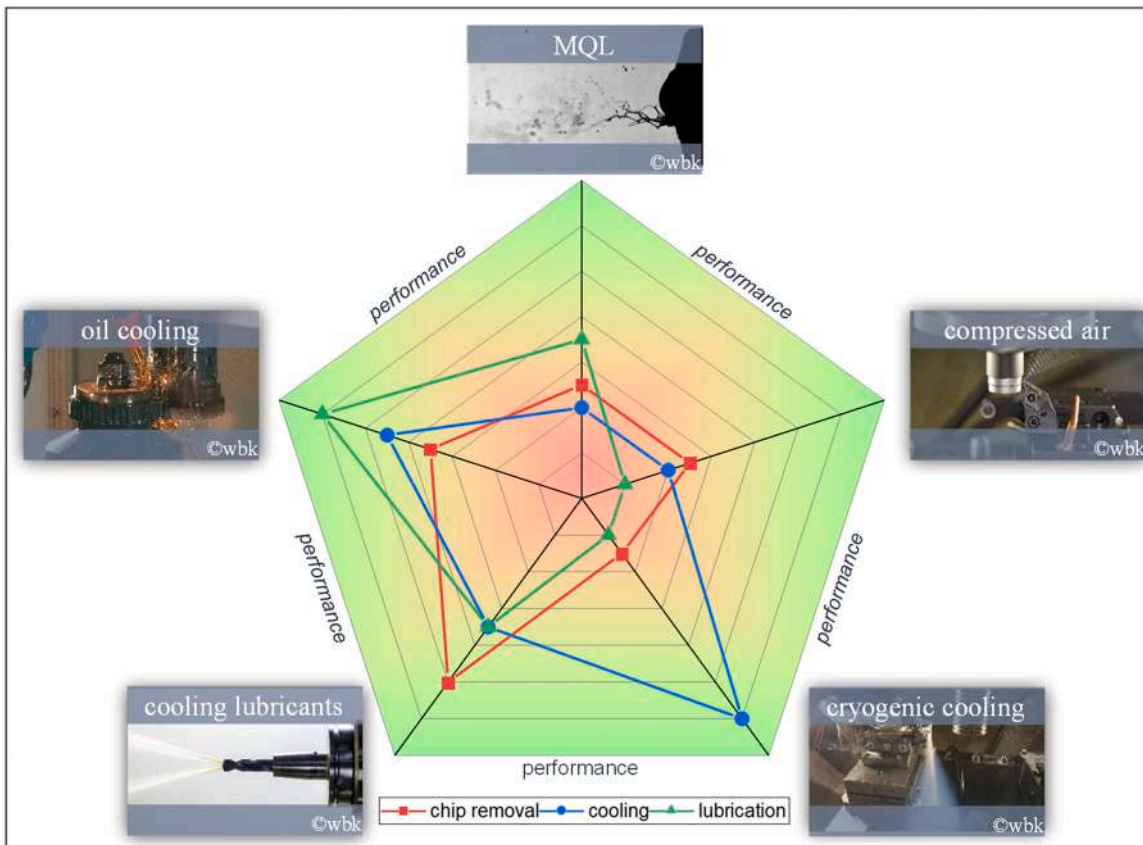 MQL
©wbk
performance
performance
oil cooling
©wbk
compressed air
©wbk
performance
performance
cooling lubricants
©wbk
cryogenic cooling
©wbk
performance
chip removal
cooling
lubrication